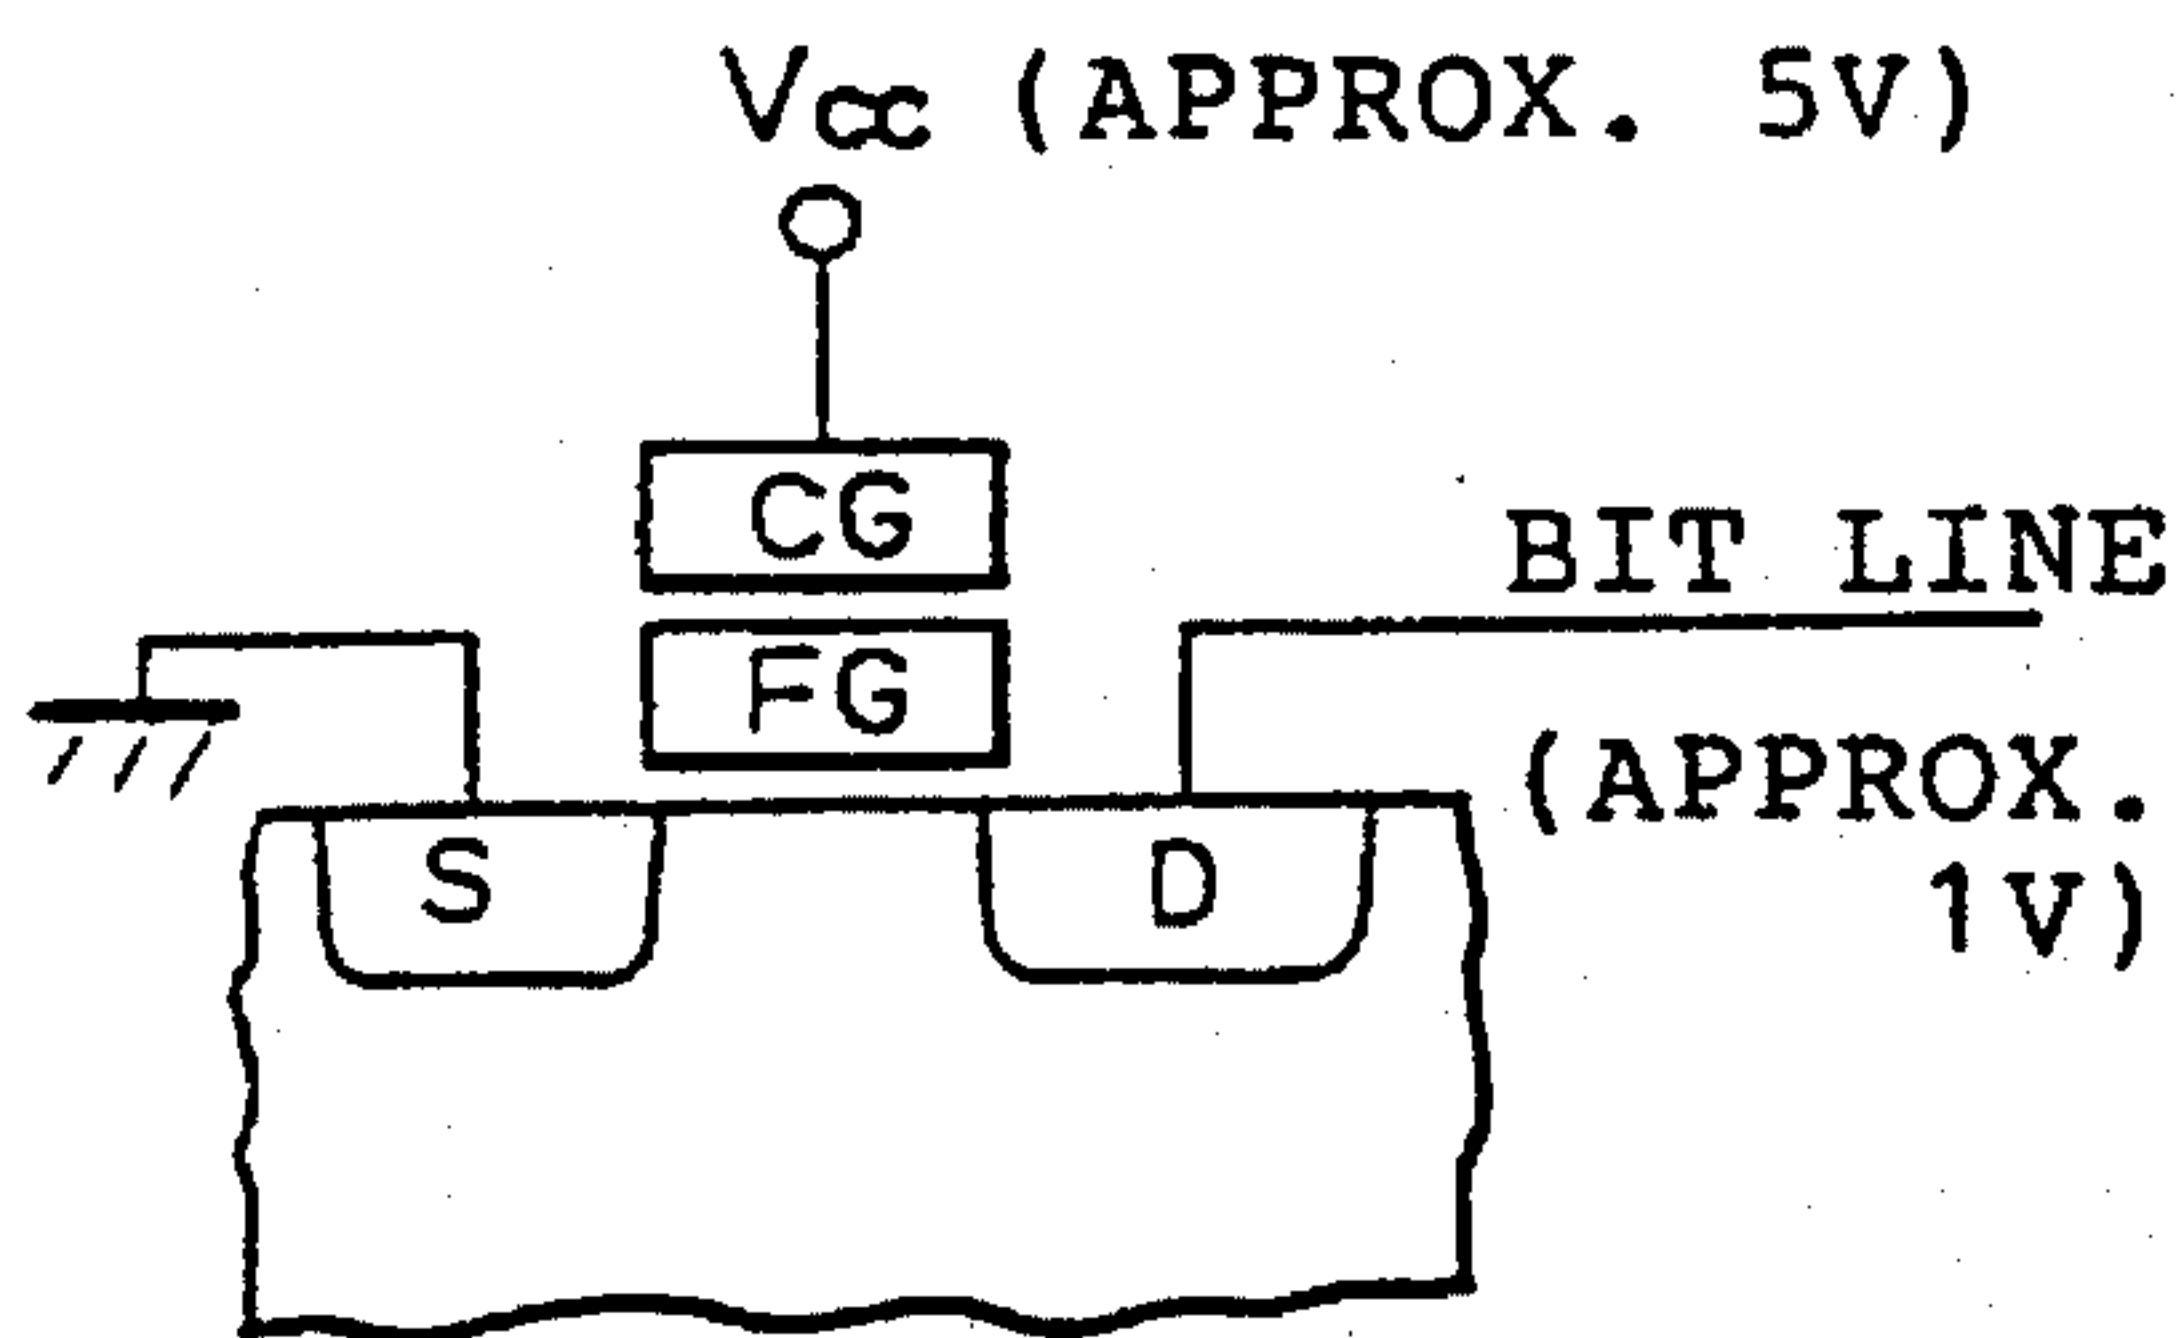 Vcc (APPROX. 5V)
CG
BIT LINE
FG
(APPROX.
1V)
S
D